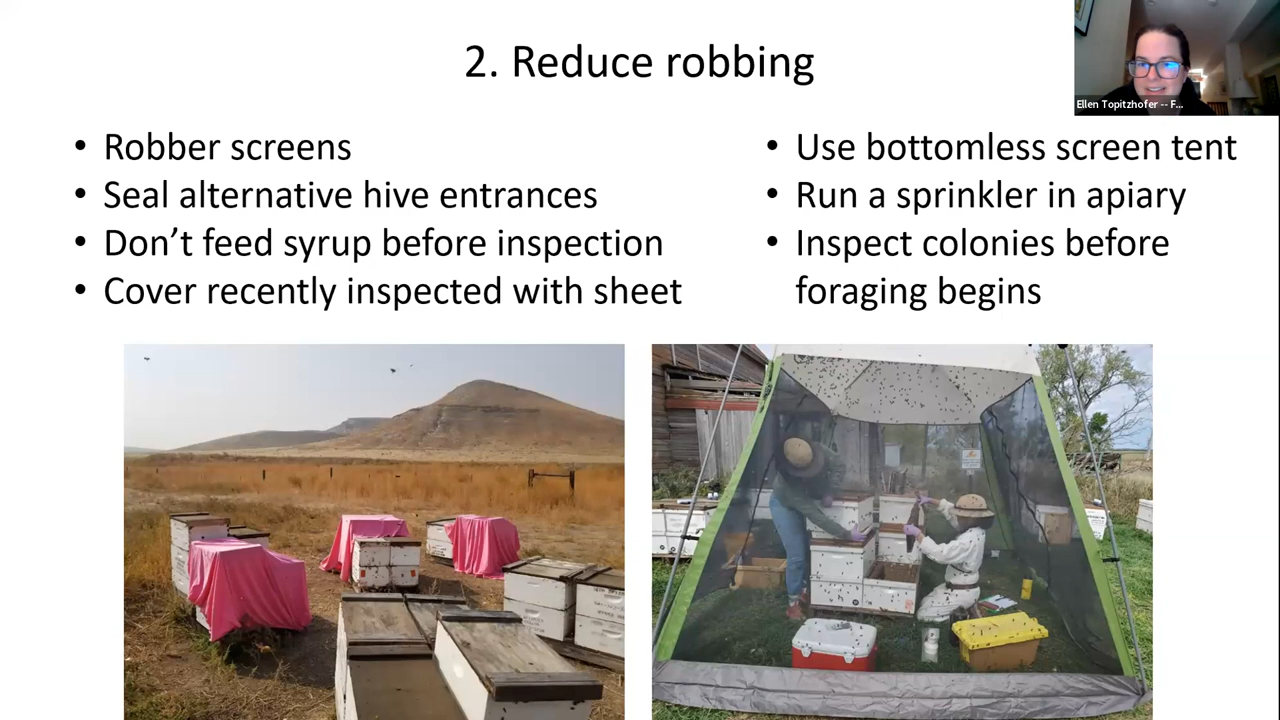 2. Reduce robbing
Ellen Topitzhofer -- F...
• Robber screens
• Seal alternative hive entrances
• Don’t feed syrup before inspection
• Cover recently inspected with sheet
• Use bottomless screen tent
• Run a sprinkler in apiary
• Inspect colonies before
foraging begins